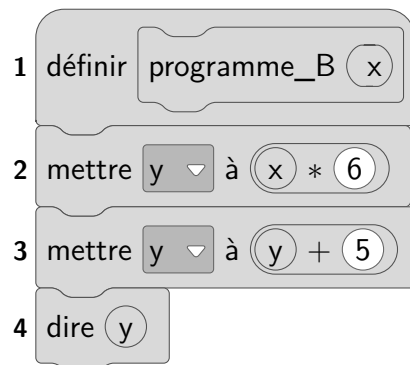 1 définir programme_B x
2 mettre y à x * 6
3 mettre y à y + 5
4 dire y